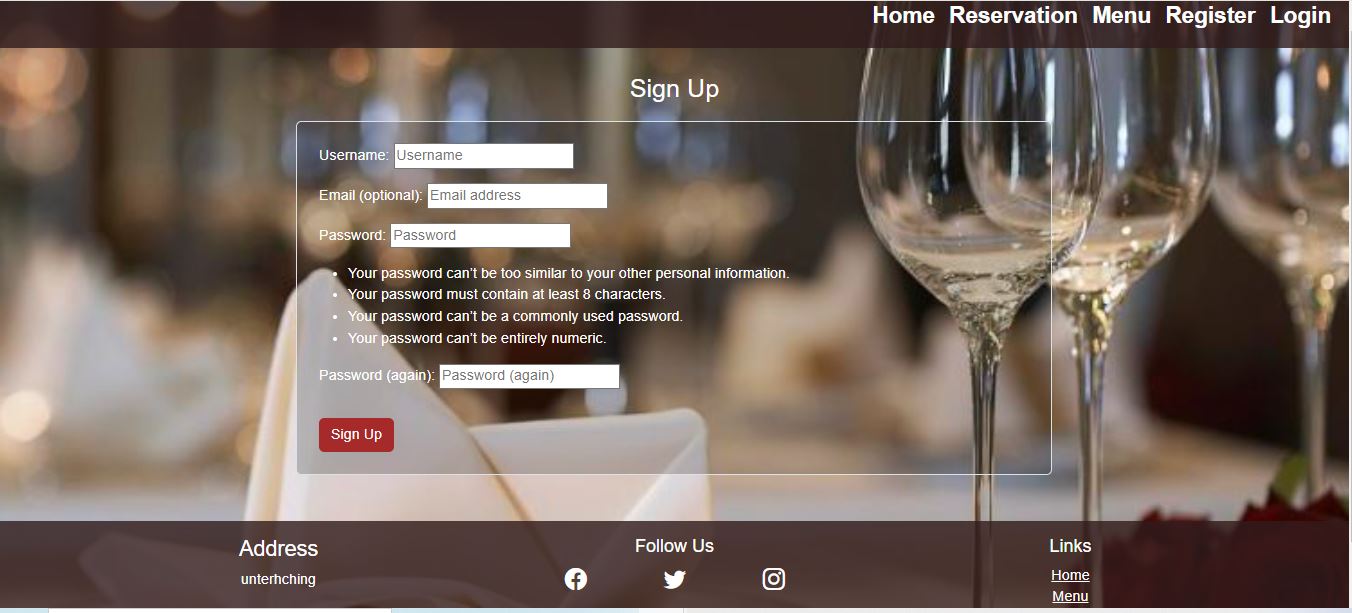 Home Reservation Menu Register Login
Sign Up
Username: Username
Email (optional): Email address
Password: Password
Your password can’t be too similar to your other personal information.
Your password must contain at least 8 characters.
Your password can’t be a commonly used password.
Your password can’t be entirely numeric.
Password (again): Password (again)
Sign Up
Address
unterhching
Follow Us
Links
Home
Menu